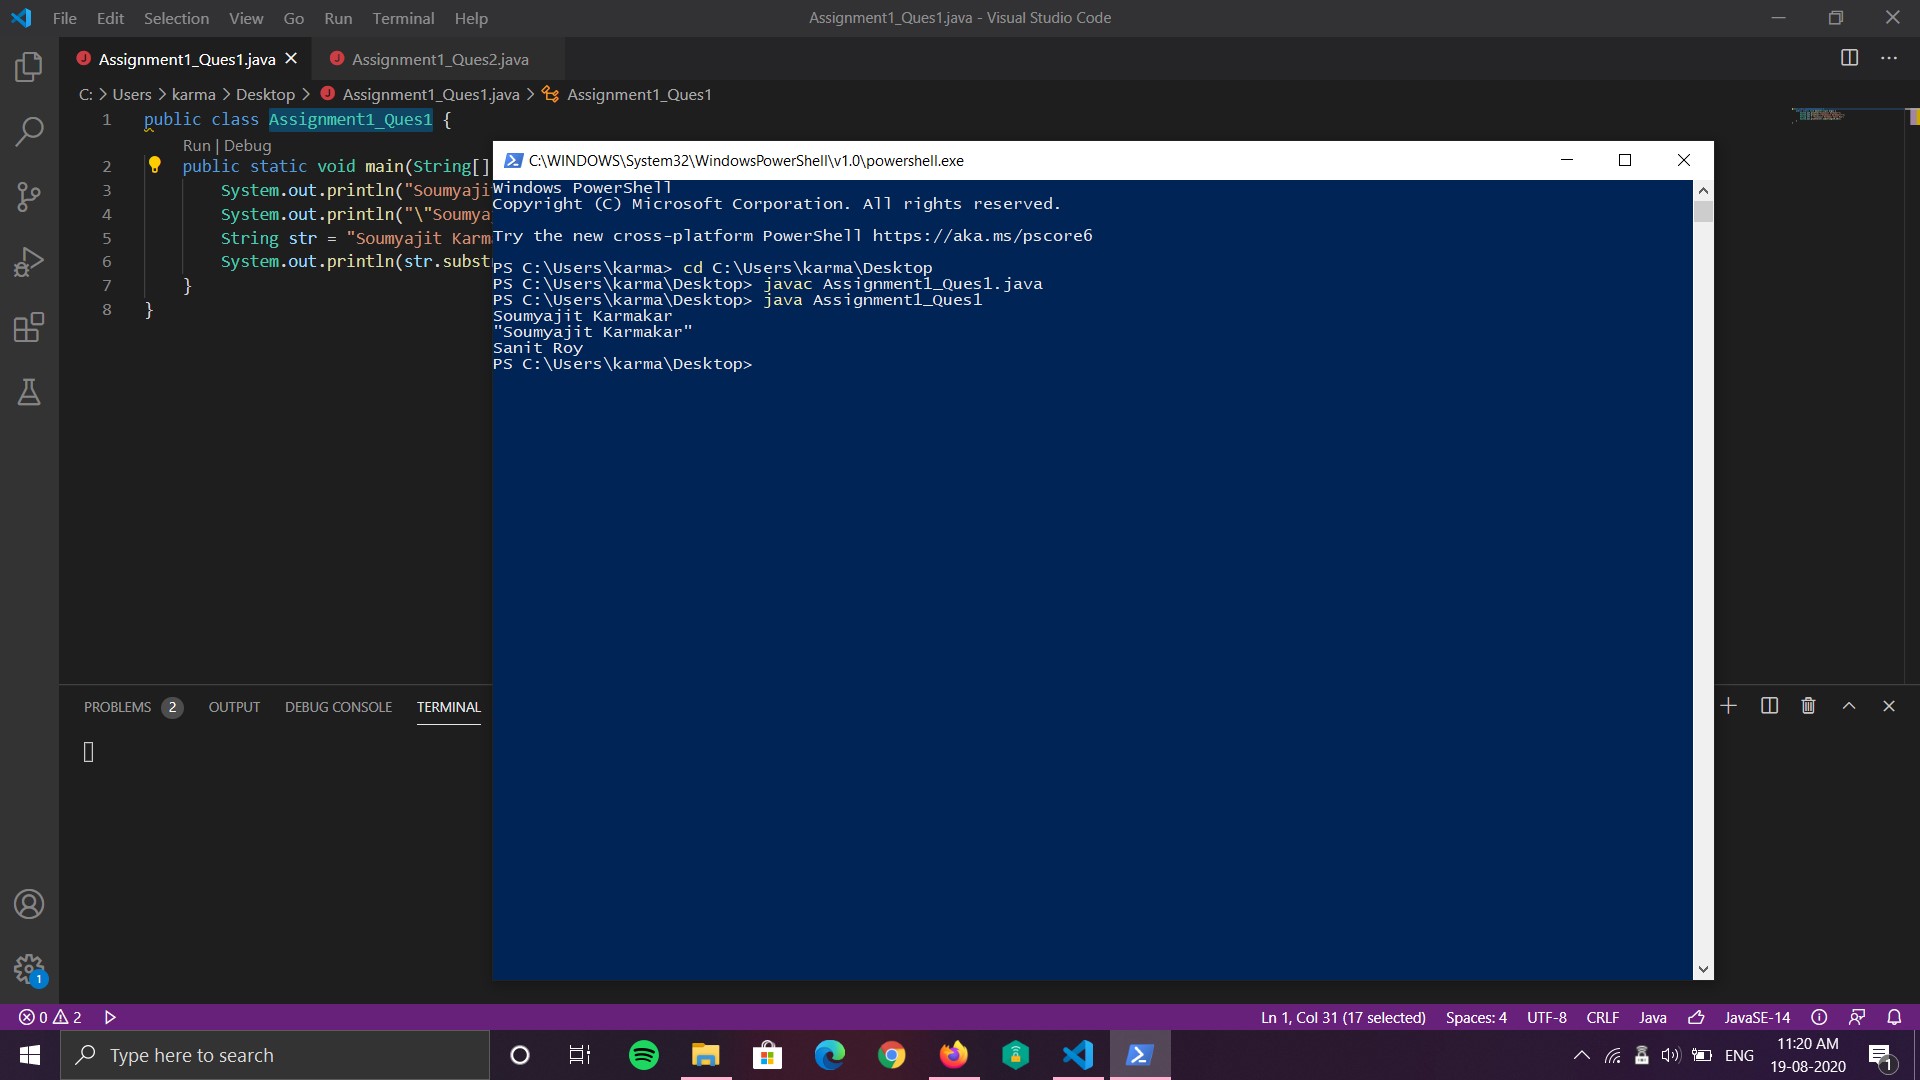 File Edit Selection View Go Run Terminal Help
Assignment1_Ques1.java - Visual Studio Code
Assignment1_Ques1.java
Assignment1_Ques2.java
C: > Users > karma > Desktop > Assignment1_Ques1.java > Assignment1_Ques1
1 public class Assignment1_Ques1 {
Run | Debug
2 public static void main(String[]
3 System.out.println("Soumyaji
4 System.out.println("\"Soumya
5 String str = "Soumyajit Karm
6 System.out.println(str.subst
7 }
8 }
C:\WINDOWS\System32\WindowsPowerShell\v1.0\powershell.exe
Windows PowerShell
Copyright (C) Microsoft Corporation. All rights reserved.
Try the new cross-platform PowerShell https://aka.ms/pscore6
PS C:\Users\karma> cd C:\Users\karma\Desktop
PS C:\Users\karma\Desktop> javac Assignment1_Ques1.java
PS C:\Users\karma\Desktop> java Assignment1_Ques1
Soumyajit Karmakar
"Soumyajit Karmakar"
Sanit Roy
PS C:\Users\karma\Desktop>
PROBLEMS 2 OUTPUT DEBUG CONSOLE TERMINAL
1
0 2
Ln 1, Col 31 (17 selected) Spaces: 4 UTF-8 CRLF Java JavaSE-14
Type here to search
ENG
11:20 AM
19-08-2020
1